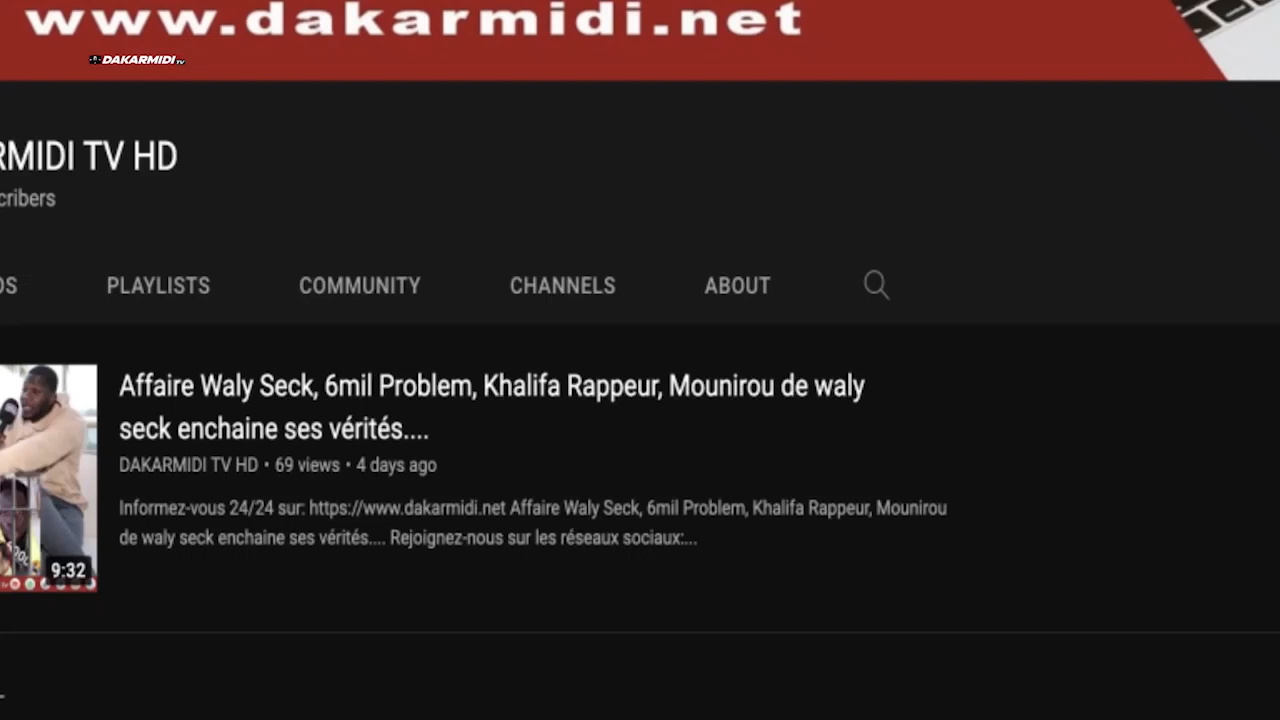 www.dakarmidi.net
DAKARMIDI TV
RMIDI TV HD
cribers
OS PLAYLISTS COMMUNITY CHANNELS ABOUT
Affaire Waly Seck, 6mil Problem, Khalifa Rappeur, Mounirou de waly
seck enchaine ses vérités....
DAKARMIDI TV HD • 69 views • 4 days ago
Informez-vous 24/24 sur: https://www.dakarmidi.net Affaire Waly Seck, 6mil Problem, Khalifa Rappeur, Mounirou
de waly seck enchaine ses vérités.... Rejoignez-nous sur les réseaux sociaux:...
9:32